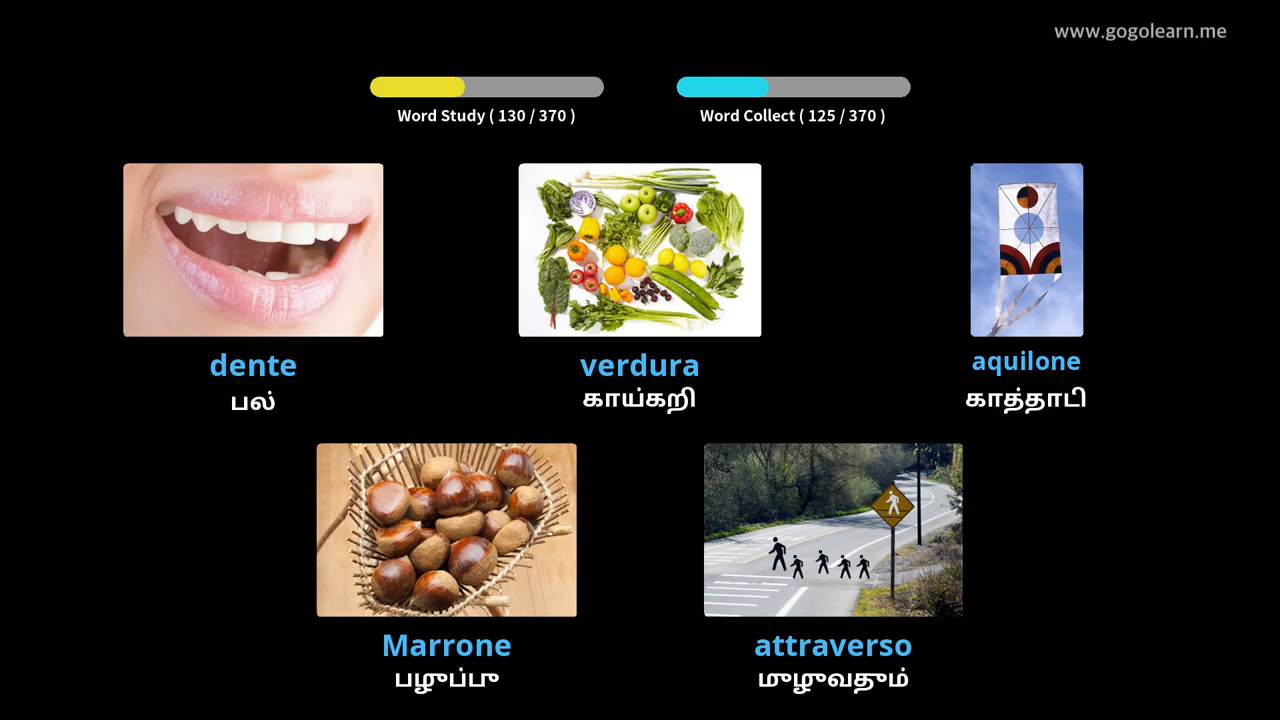 www.gogolearn.me
Word Study ( 130 / 370 )
Word Collect ( 125 / 370 )
dente
பல்
verdura
காய்கறி
aquilone
காத்தாடி
Marrone
பழுப்பு
attraverso
முழுவதும்